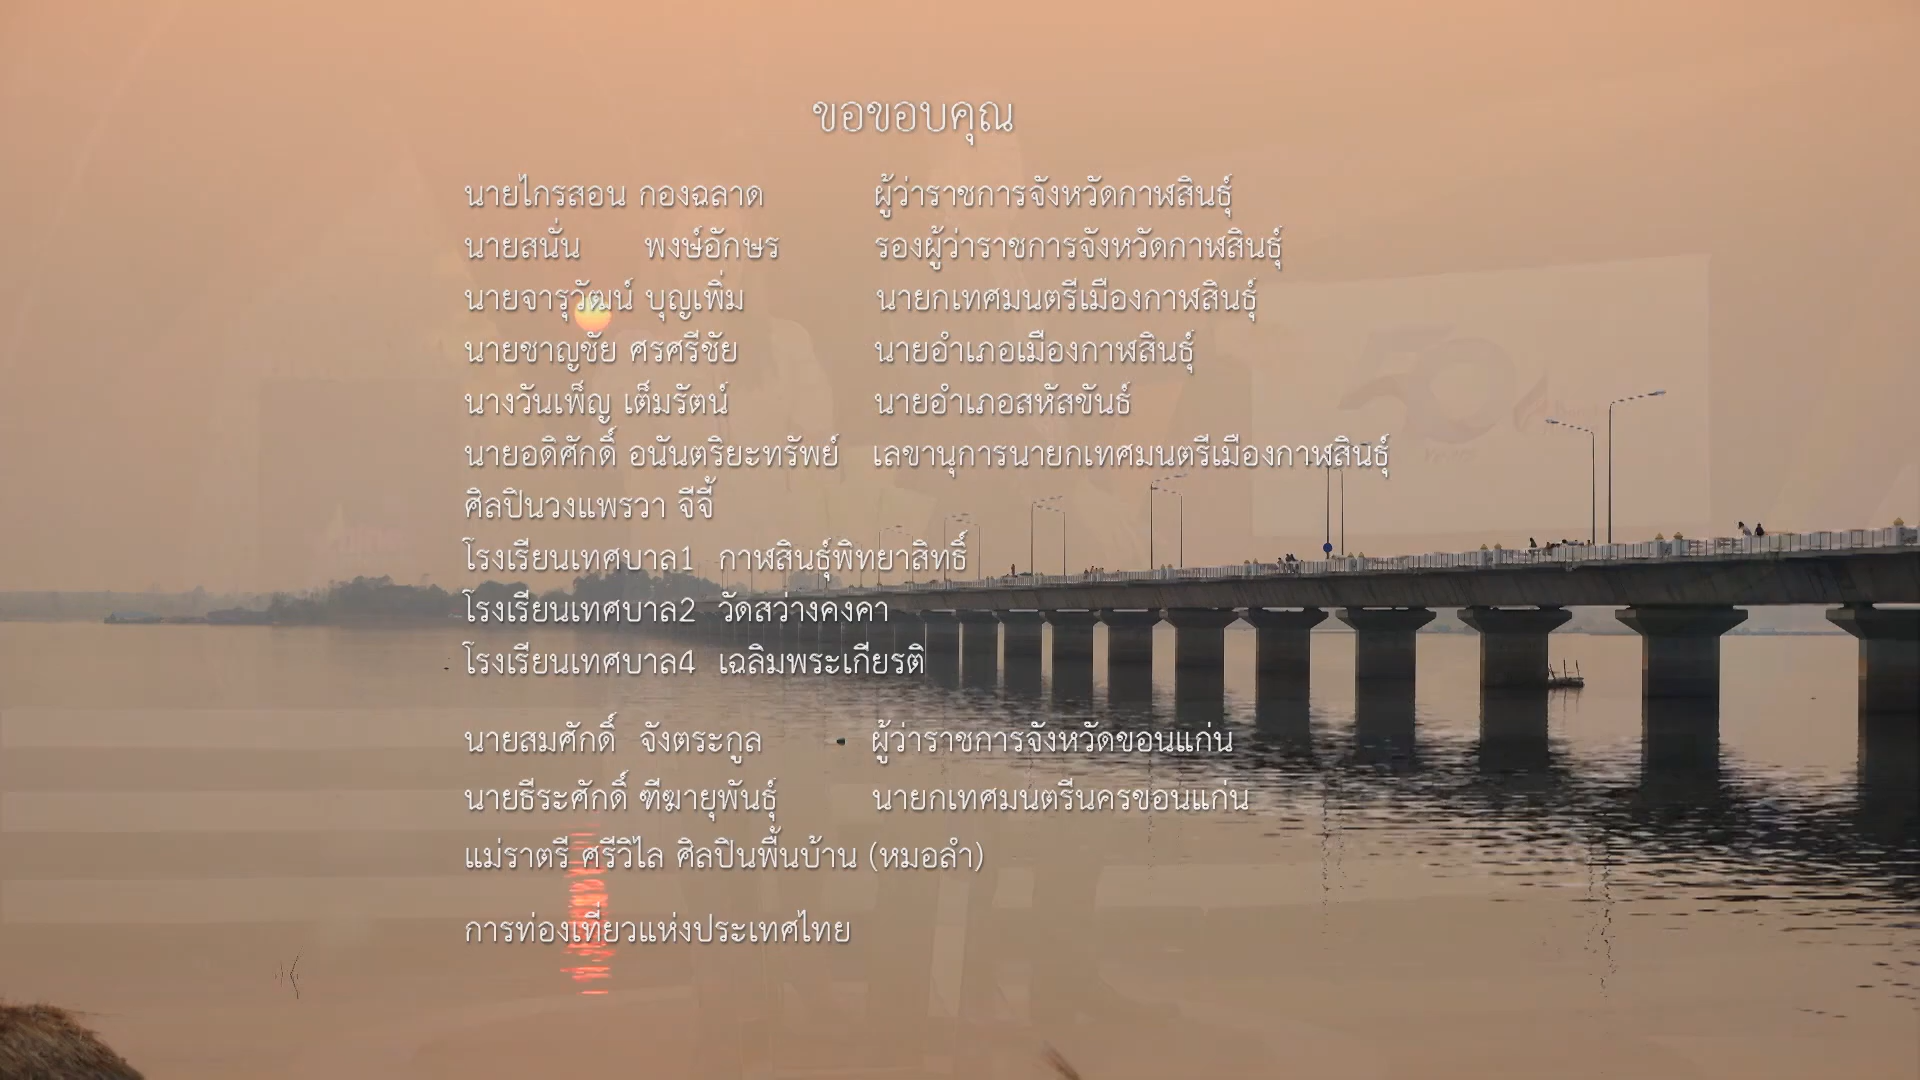 ขอขอบคุณ
นายไกรสอน กองฉลาด ผู้ว่าราชการจังหวัดกาฬสินธุ์
นายสนั่น พงษ์อักษร รองผู้ว่าราชการจังหวัดกาฬสินธุ์
นายจารุวัฒน์ บุญเพิ่ม นายกเทศมนตรีเมืองกาฬสินธุ์
นายชาญชัย ศรศรีชัย นายอำเภอเมืองกาฬสินธุ์
นางวันเพ็ญ เต็มรัตน์ นายอำเภอสหัสขันธ์
นายอดิศักดิ์ อนันตริยะทรัพย์ เลขานุการนายกเทศมนตรีเมืองกาฬสินธุ์
ศิลปินวงแพรวา จีจี้
โรงเรียนเทศบาล1 กาฬสินธุ์พิทยาสิทธิ์
โรงเรียนเทศบาล2 วัดสว่างคงคา
โรงเรียนเทศบาล4 เฉลิมพระเกียรติ
นายสมศักดิ์ จังตระกูล ผู้ว่าราชการจังหวัดขอนแก่น
นายธีระศักดิ์ ฑีฆายุพันธุ์ นายกเทศมนตรีนครขอนแก่น
แม่ราตรี ศรีวิไล ศิลปินพื้นบ้าน (หมอลำ)
การท่องเที่ยวแห่งประเทศไทย